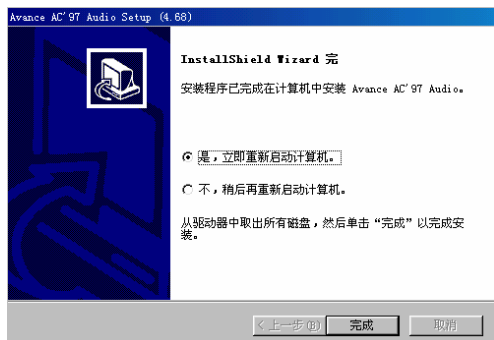 Avance AC'97 Audio Setup (4.68)
InstallShield Wizard 完
安装程序已完成在计算机中安装 Avance AC'97 Audio。
是，立即重新启动计算机。
不，稍后再重新启动计算机。
从驱动器中取出所有磁盘，然后单击“完成”以完成安
装。
< 上一步(B) 完成 取消